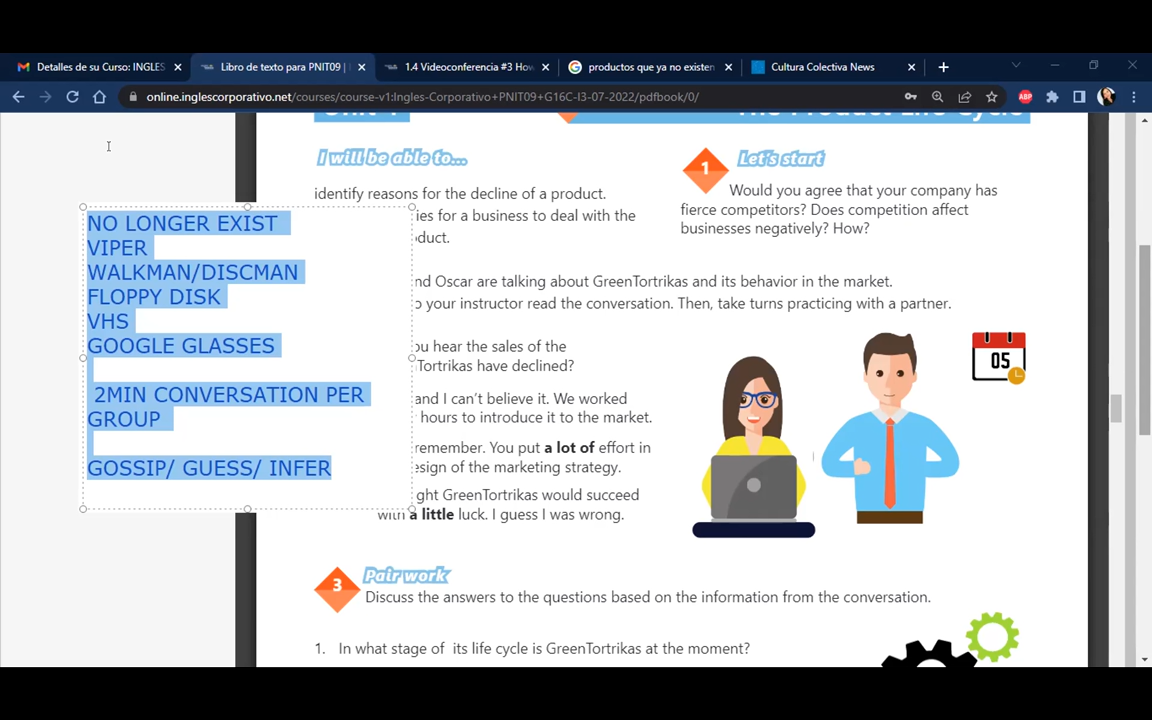 Detalles de su Curso: INGLES
Libro de texto para PNIT09 |
1.4 Videoconferencia #3 How
productos que ya no existen
Cultura Colectiva News
online.inglescorporativo.net/courses/course-v1:Ingles-Corporativo+PNIT09+G16C-I3-07-2022/pdfbook/0/
ABP
The Product Life Cycle
I will be able to...
identify reasons for the decline of a product.
ies for a business to deal with the
duct.
1
Let's start
Would you agree that your company has
fierce competitors? Does competition affect
businesses negatively? How?
NO LONGER EXIST
VIPER
WALKMAN/DISCMAN
FLOPPY DISK
VHS
GOOGLE GLASSES
2MIN CONVERSATION PER
GROUP
GOSSIP/ GUESS/ INFER
nd Oscar are talking about GreenTortrikas and its behavior in the market.
o your instructor read the conversation. Then, take turns practicing with a partner.
ou hear the sales of the
Tortrikas have declined?
and I can't believe it. We worked
hours to introduce it to the market.
remember. You put a lot of effort in
esign of the marketing strategy.
ght GreenTortrikas would succeed
with a little luck. I guess I was wrong.
05
3
Pair work
Discuss the answers to the questions based on the information from the conversation.
1. In what stage of its life cycle is GreenTortrikas at the moment?